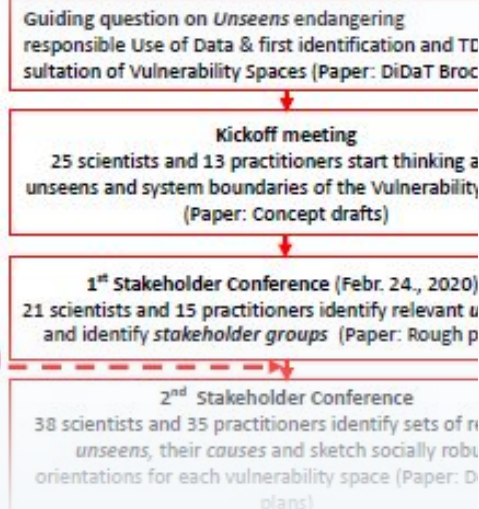 Guiding question on Unseens endangering
responsible Use of Data & first identification and TD
sultation of Vulnerability Spaces (Paper: DiDaT Broc
Kickoff meeting
25 scientists and 13 practitioners start thinking a
unseens and system boundaries of the Vulnerability
(Paper: Concept drafts)
1st Stakeholder Conference (Febr. 24., 2020)
21 scientists and 15 practitioners identify relevant u
and identify stakeholder groups (Paper: Rough p
2nd Stakeholder Conference
38 scientists and 35 practitioners identify sets of re
unseens, their causes and sketch socially robu
orientations for each vulnerability space (Paper: D
plans)